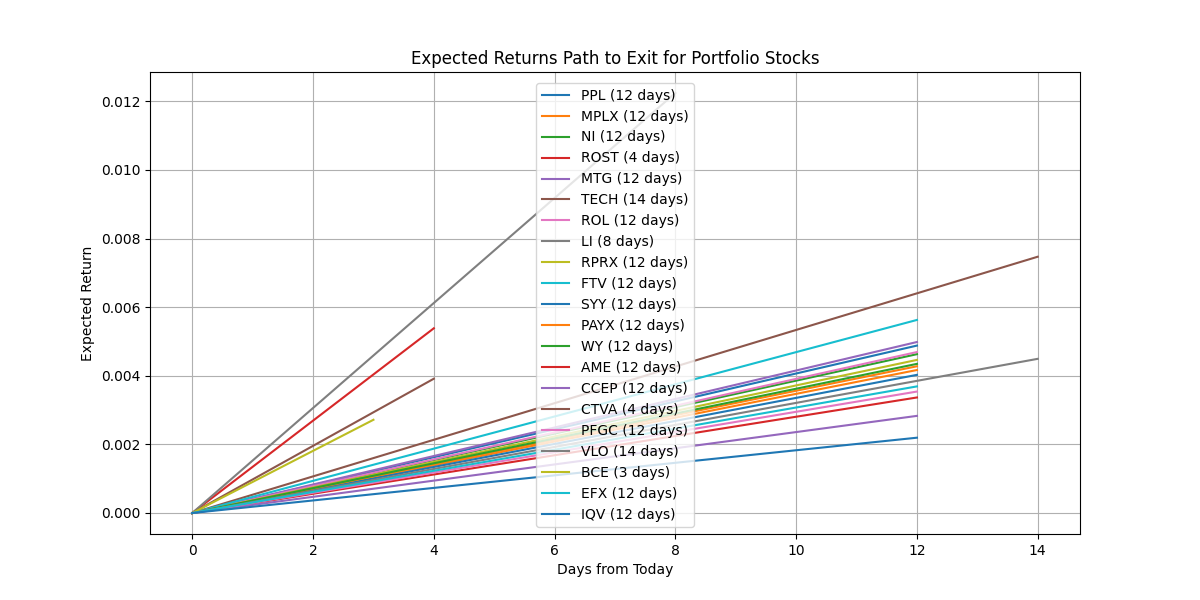 Expected Returns Path to Exit for Portfolio Stocks
Expected Return
0.012
0.010
0.008
0.006
0.004
0.002
0.000
PPL (12 days)
MPLX (12 days)
NI (12 days)
ROST (4 days)
MTG (12 days)
TECH (14 days)
ROL (12 days)
LI (8 days)
RPRX (12 days)
FTV (12 days)
SYY (12 days)
PAYX (12 days)
WY (12 days)
AME (12 days)
CCEP (12 days)
CTVA (4 days)
PFGC (12 days)
VLO (14 days)
BCE (3 days)
EFX (12 days)
IQV (12 days)
0 2 4 6 8 10 12 14
Days from Today